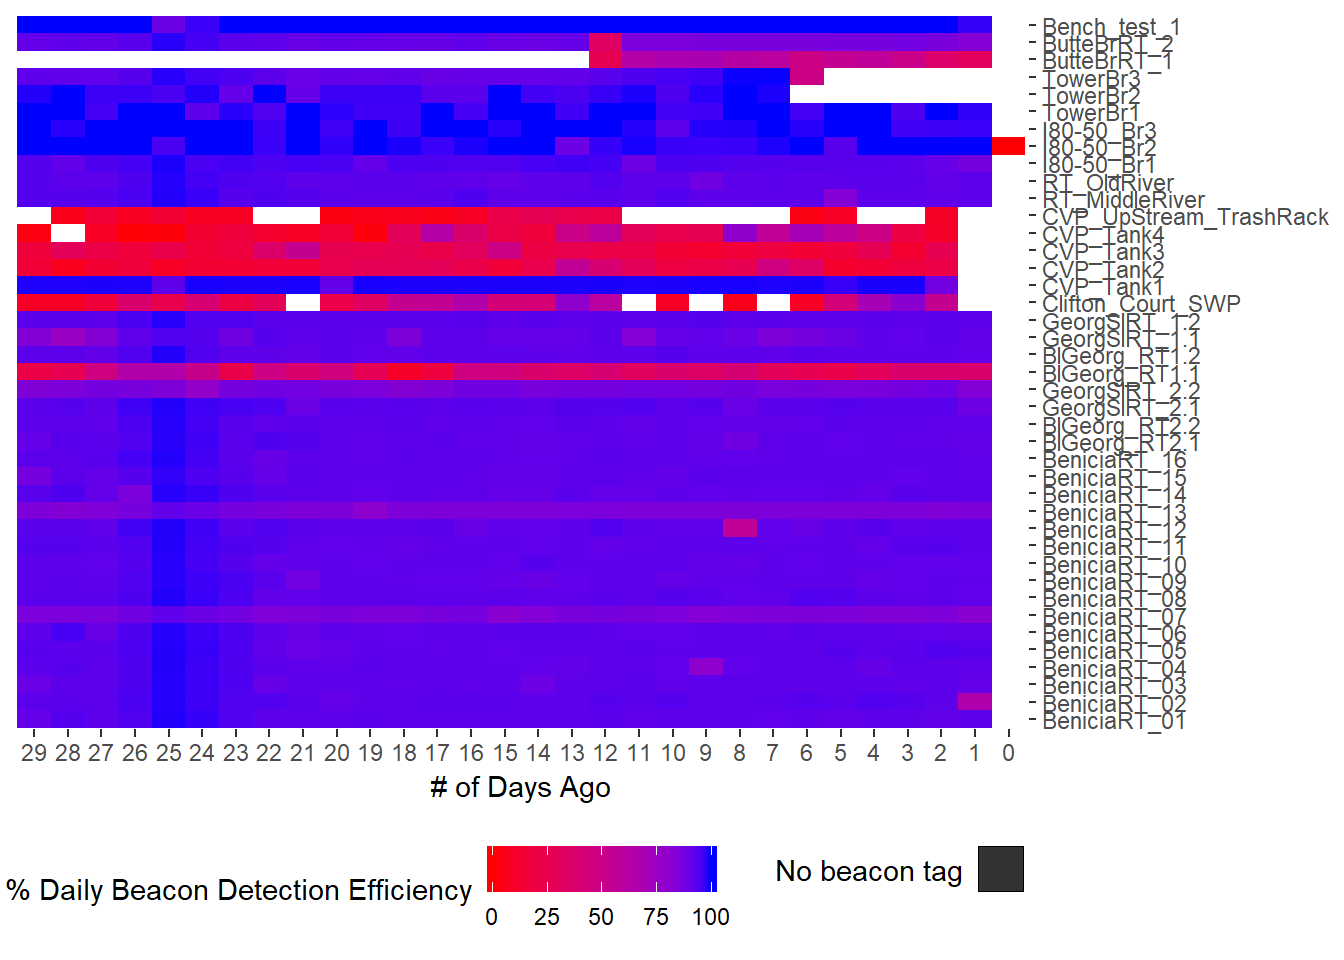 Bench_test_1
ButteBrRT_2
ButteBrRT_1
TowerBr3
TowerBr2
TowerBr1
I80-50_Br3
I80-50_Br2
I80-50_Br1
RT_OldRiver
RT_MiddleRiver
CVP_UpStream_TrashRack
CVP_Tank4
CVP_Tank3
CVP_Tank2
CVP_Tank1
Clifton_Court_SWP
GeorgSlRT_1.2
GeorgSlRT_1.1
BlGeorg_RT1.2
BlGeorg_RT1.1
GeorgSlRT_2.2
GeorgSlRT_2.1
BlGeorg_RT2.2
BlGeorg_RT2.1
BeniciaRT_16
BeniciaRT_15
BeniciaRT_14
BeniciaRT_13
BeniciaRT_12
BeniciaRT_11
BeniciaRT_10
BeniciaRT_09
BeniciaRT_08
BeniciaRT_07
BeniciaRT_06
BeniciaRT_05
BeniciaRT_04
BeniciaRT_03
BeniciaRT_02
BeniciaRT_01
29 28 27 26 25 24 23 22 21 20 19 18 17 16 15 14 13 12 11 10 9 8 7 6 5 4 3 2 1 0
# of Days Ago
% Daily Beacon Detection Efficiency
0 25 50 75 100
No beacon tag